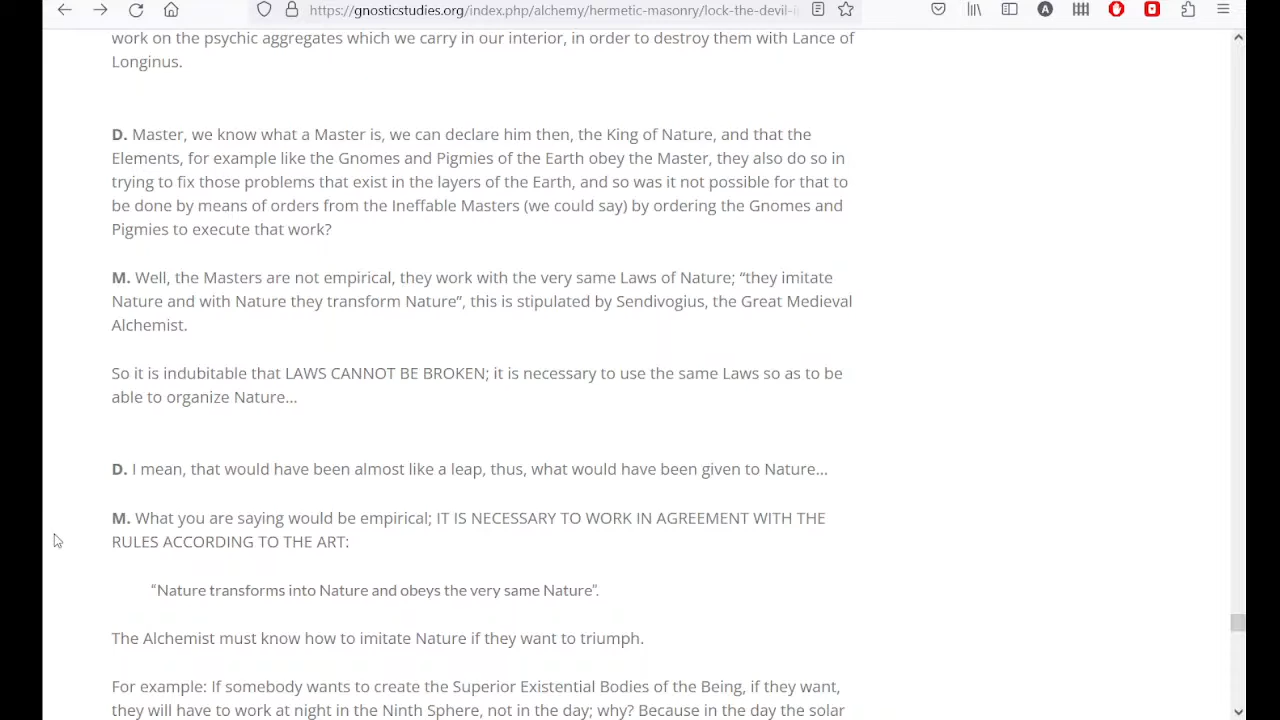 https://gnosticstudies.org/index.php/alchemy/hermetic-masonry/lock-the-devil-i
work on the psychic aggregates which we carry in our interior, in order to destroy them with Lance of
Longinus.
D. Master, we know what a Master is, we can declare him then, the King of Nature, and that the
Elements, for example like the Gnomes and Pigmies of the Earth obey the Master, they also do so in
trying to fix those problems that exist in the layers of the Earth, and so was it not possible for that to
be done by means of orders from the Ineffable Masters (we could say) by ordering the Gnomes and
Pigmies to execute that work?
M. Well, the Masters are not empirical, they work with the very same Laws of Nature; “they imitate
Nature and with Nature they transform Nature”, this is stipulated by Sendivogius, the Great Medieval
Alchemist.
So it is indubitable that LAWS CANNOT BE BROKEN; it is necessary to use the same Laws so as to be
able to organize Nature...
D. I mean, that would have been almost like a leap, thus, what would have been given to Nature...
M. What you are saying would be empirical; IT IS NECESSARY TO WORK IN AGREEMENT WITH THE
RULES ACCORDING TO THE ART:
“Nature transforms into Nature and obeys the very same Nature”.
The Alchemist must know how to imitate Nature if they want to triumph.
For example: If somebody wants to create the Superior Existential Bodies of the Being, if they want,
they will have to work at night in the Ninth Sphere, not in the day; why? Because in the day the solar